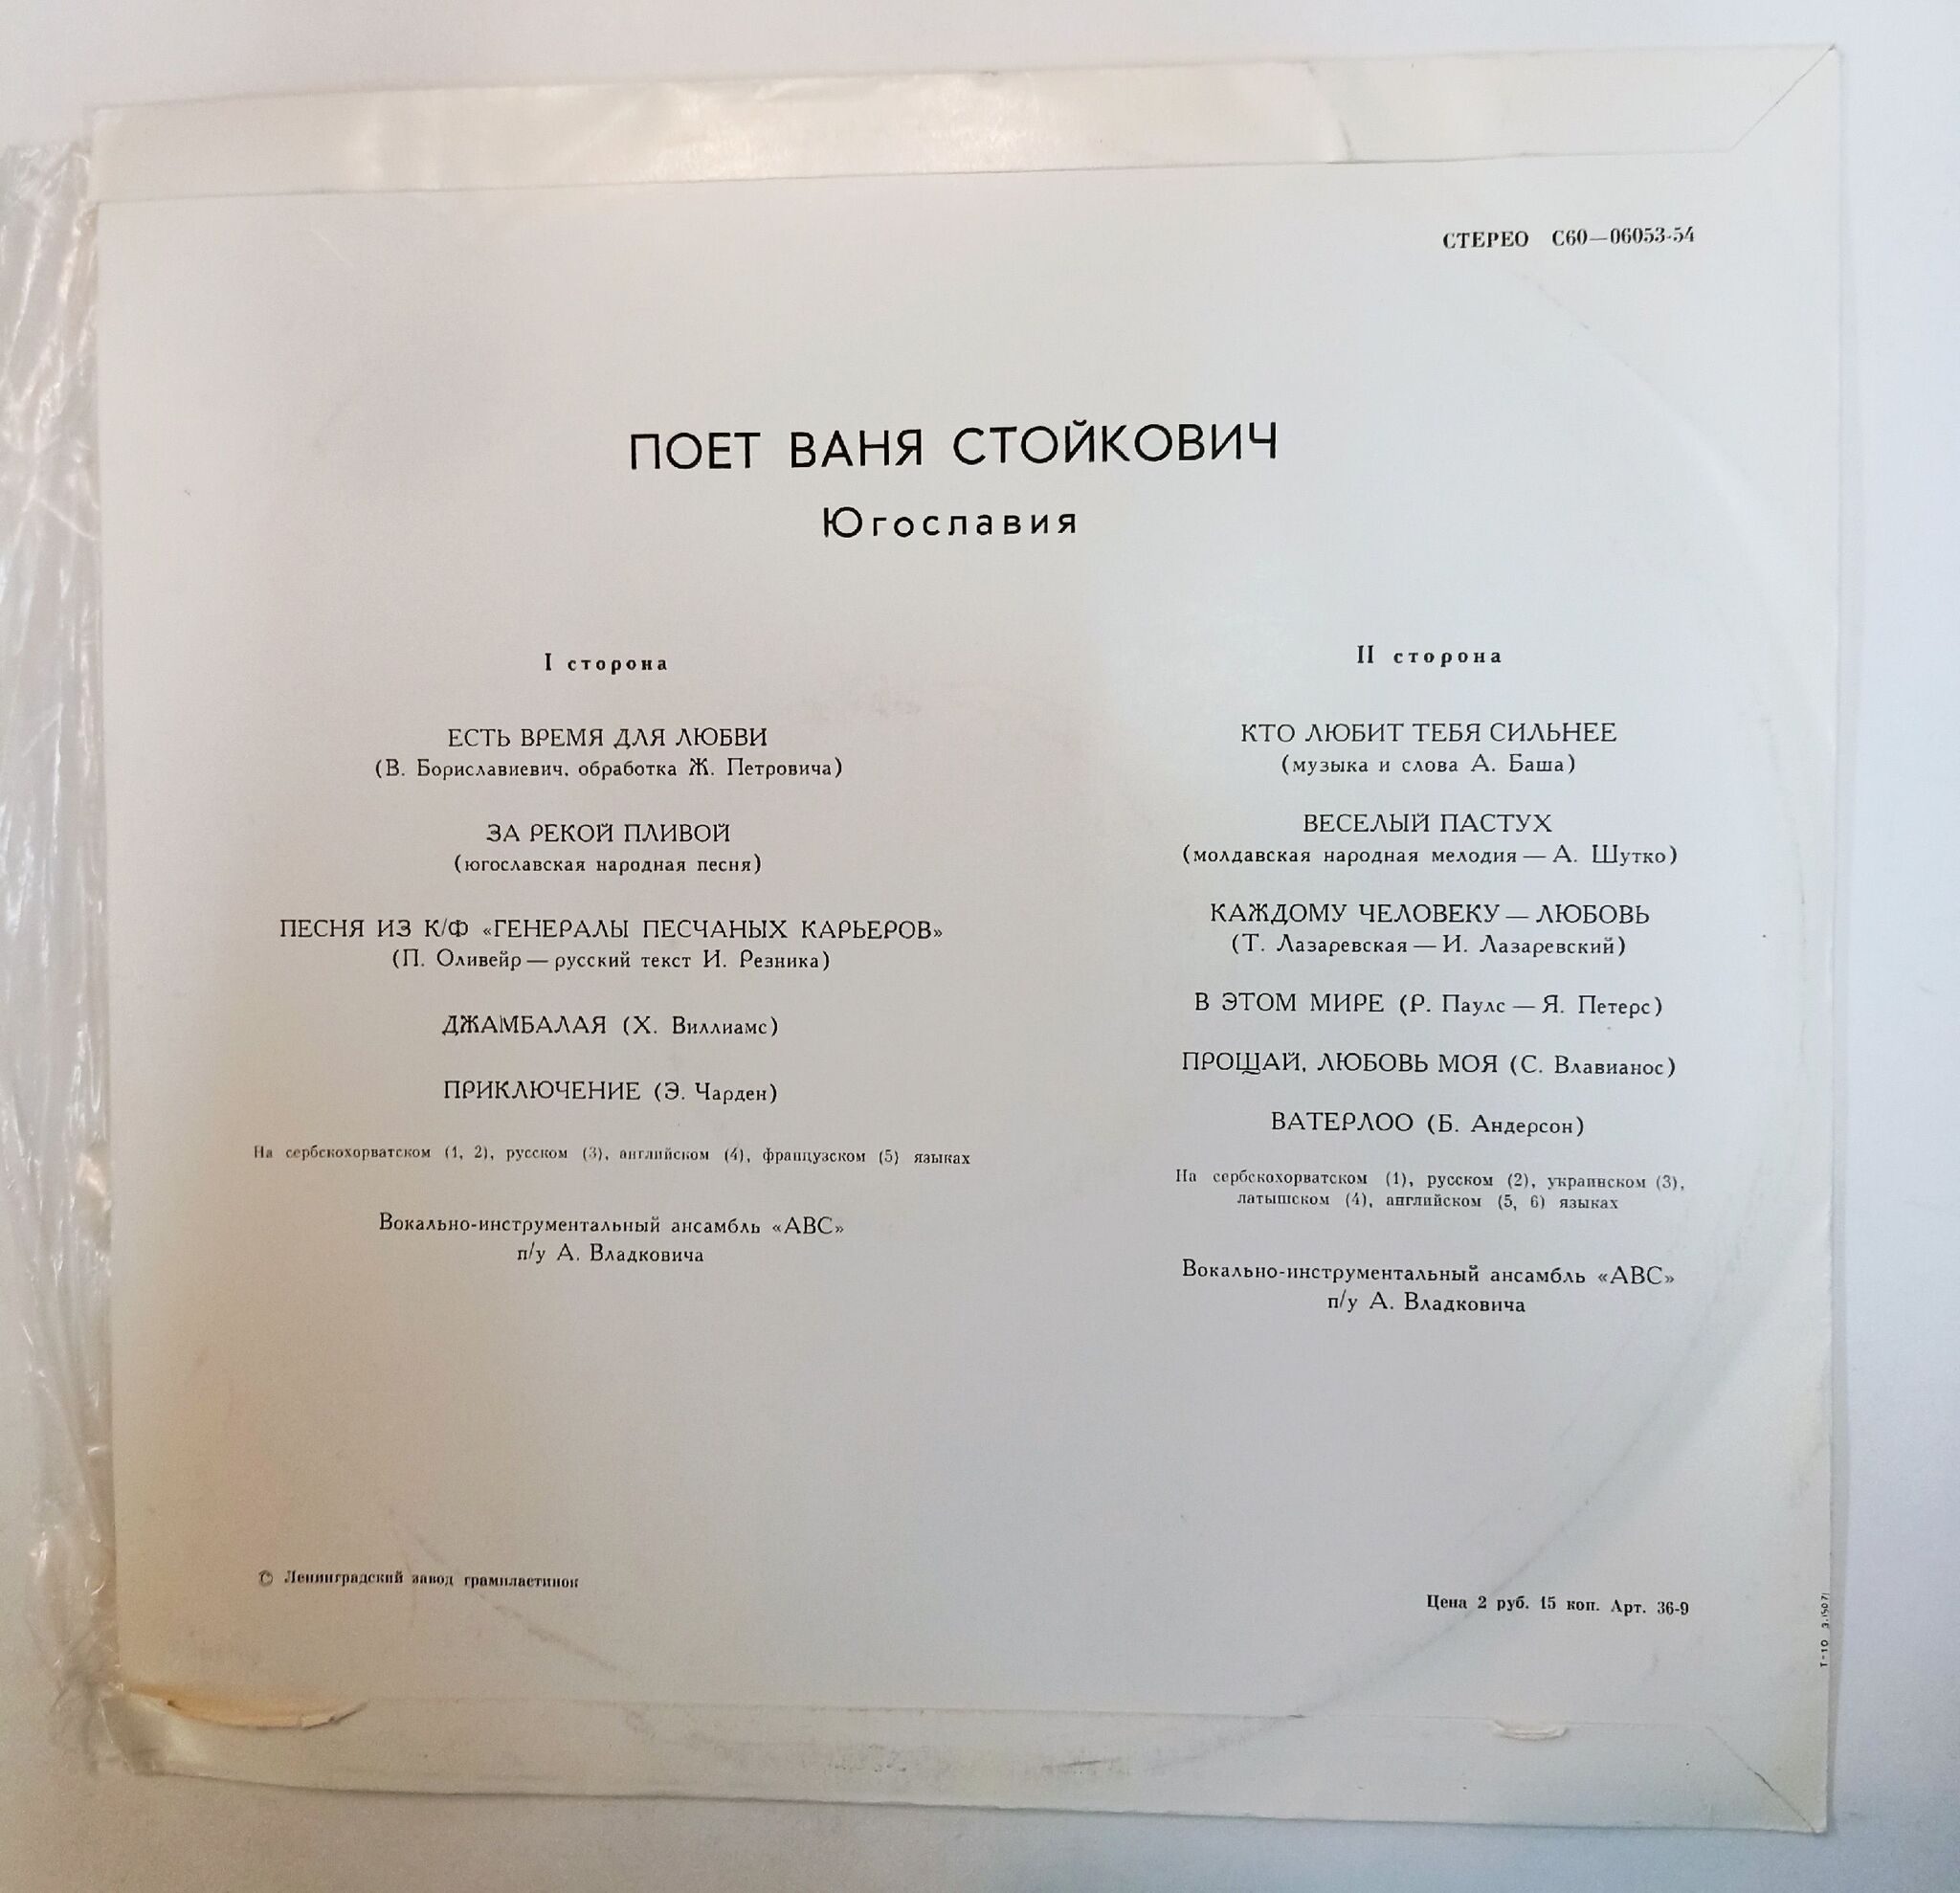 СТЕРЕО С60—06053-54
ПОЕТ ВАНЯ СТОЙКОВИЧ
Югославия
I сторона
ЕСТЬ ВРЕМЯ ДЛЯ ЛЮБВИ
(В. Бориславиевич, обработка Ж. Петровича)
ЗА РЕКОЙ ПЛИВОЙ
(югославская народная песня)
ПЕСНЯ ИЗ К/Ф «ГЕНЕРАЛЫ ПЕСЧАНЫХ КАРЬЕРОВ»
(П. Оливейр — русский текст И. Резника)
ДЖАМБАЛАЯ (Х. Виллиамс)
ПРИКЛЮЧЕНИЕ (Э. Чарден)
На сербскохорватском (1, 2), русском (3), английском (4), французском (5) языках
Вокально-инструментальный ансамбль «АВС»
п/у А. Владковича
II сторона
КТО ЛЮБИТ ТЕБЯ СИЛЬНЕЕ
(музыка и слова А. Баша)
ВЕСЕЛЫЙ ПАСТУХ
(молдавская народная мелодия — А. Шутко)
КАЖДОМУ ЧЕЛОВЕКУ — ЛЮБОВЬ
(Т. Лазаревская — И. Лазаревский)
В ЭТОМ МИРЕ (Р. Паулс — Я. Петерс)
ПРОЩАЙ, ЛЮБОВЬ МОЯ (С. Влавианос)
ВАТЕРЛОО (Б. Андерсон)
На сербскохорватском (1), русском (2), украинском (3),
латышском (4), английском (5, 6) языках
Вокально-инструментальный ансамбль «АВС»
п/у А. Владковича
© Ленинградский завод грампластинок
Цена 2 руб. 15 коп. Арт. 36-9
Т-10